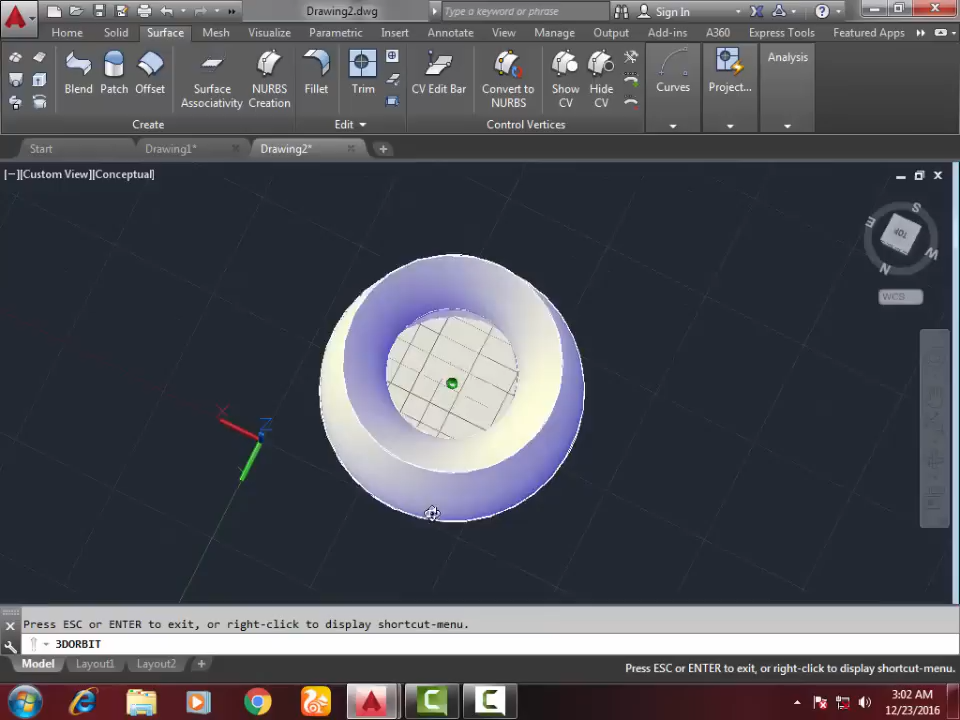 Drawing2.dwg
Type a keyword or phrase
Sign In
Home Solid Surface Mesh Visualize Parametric Insert Annotate View Manage Output Add-ins A360 Express Tools Featured Apps
Blend Patch Offset Surface Associativity NURBS Creation Fillet Trim CV Edit Bar Convert to NURBS Show CV Hide CV Curves Project... Analysis
Create Edit Control Vertices
Start Drawing1* Drawing2*
[−][Custom View][Conceptual]
S
E TOP W
N
WCS
X Z
Press ESC or ENTER to exit, or right-click to display shortcut-menu.
3DORBIT
Model Layout1 Layout2 +
Press ESC or ENTER to exit, or right-click to display shortcut-menu.
3:02 AM
12/23/2016